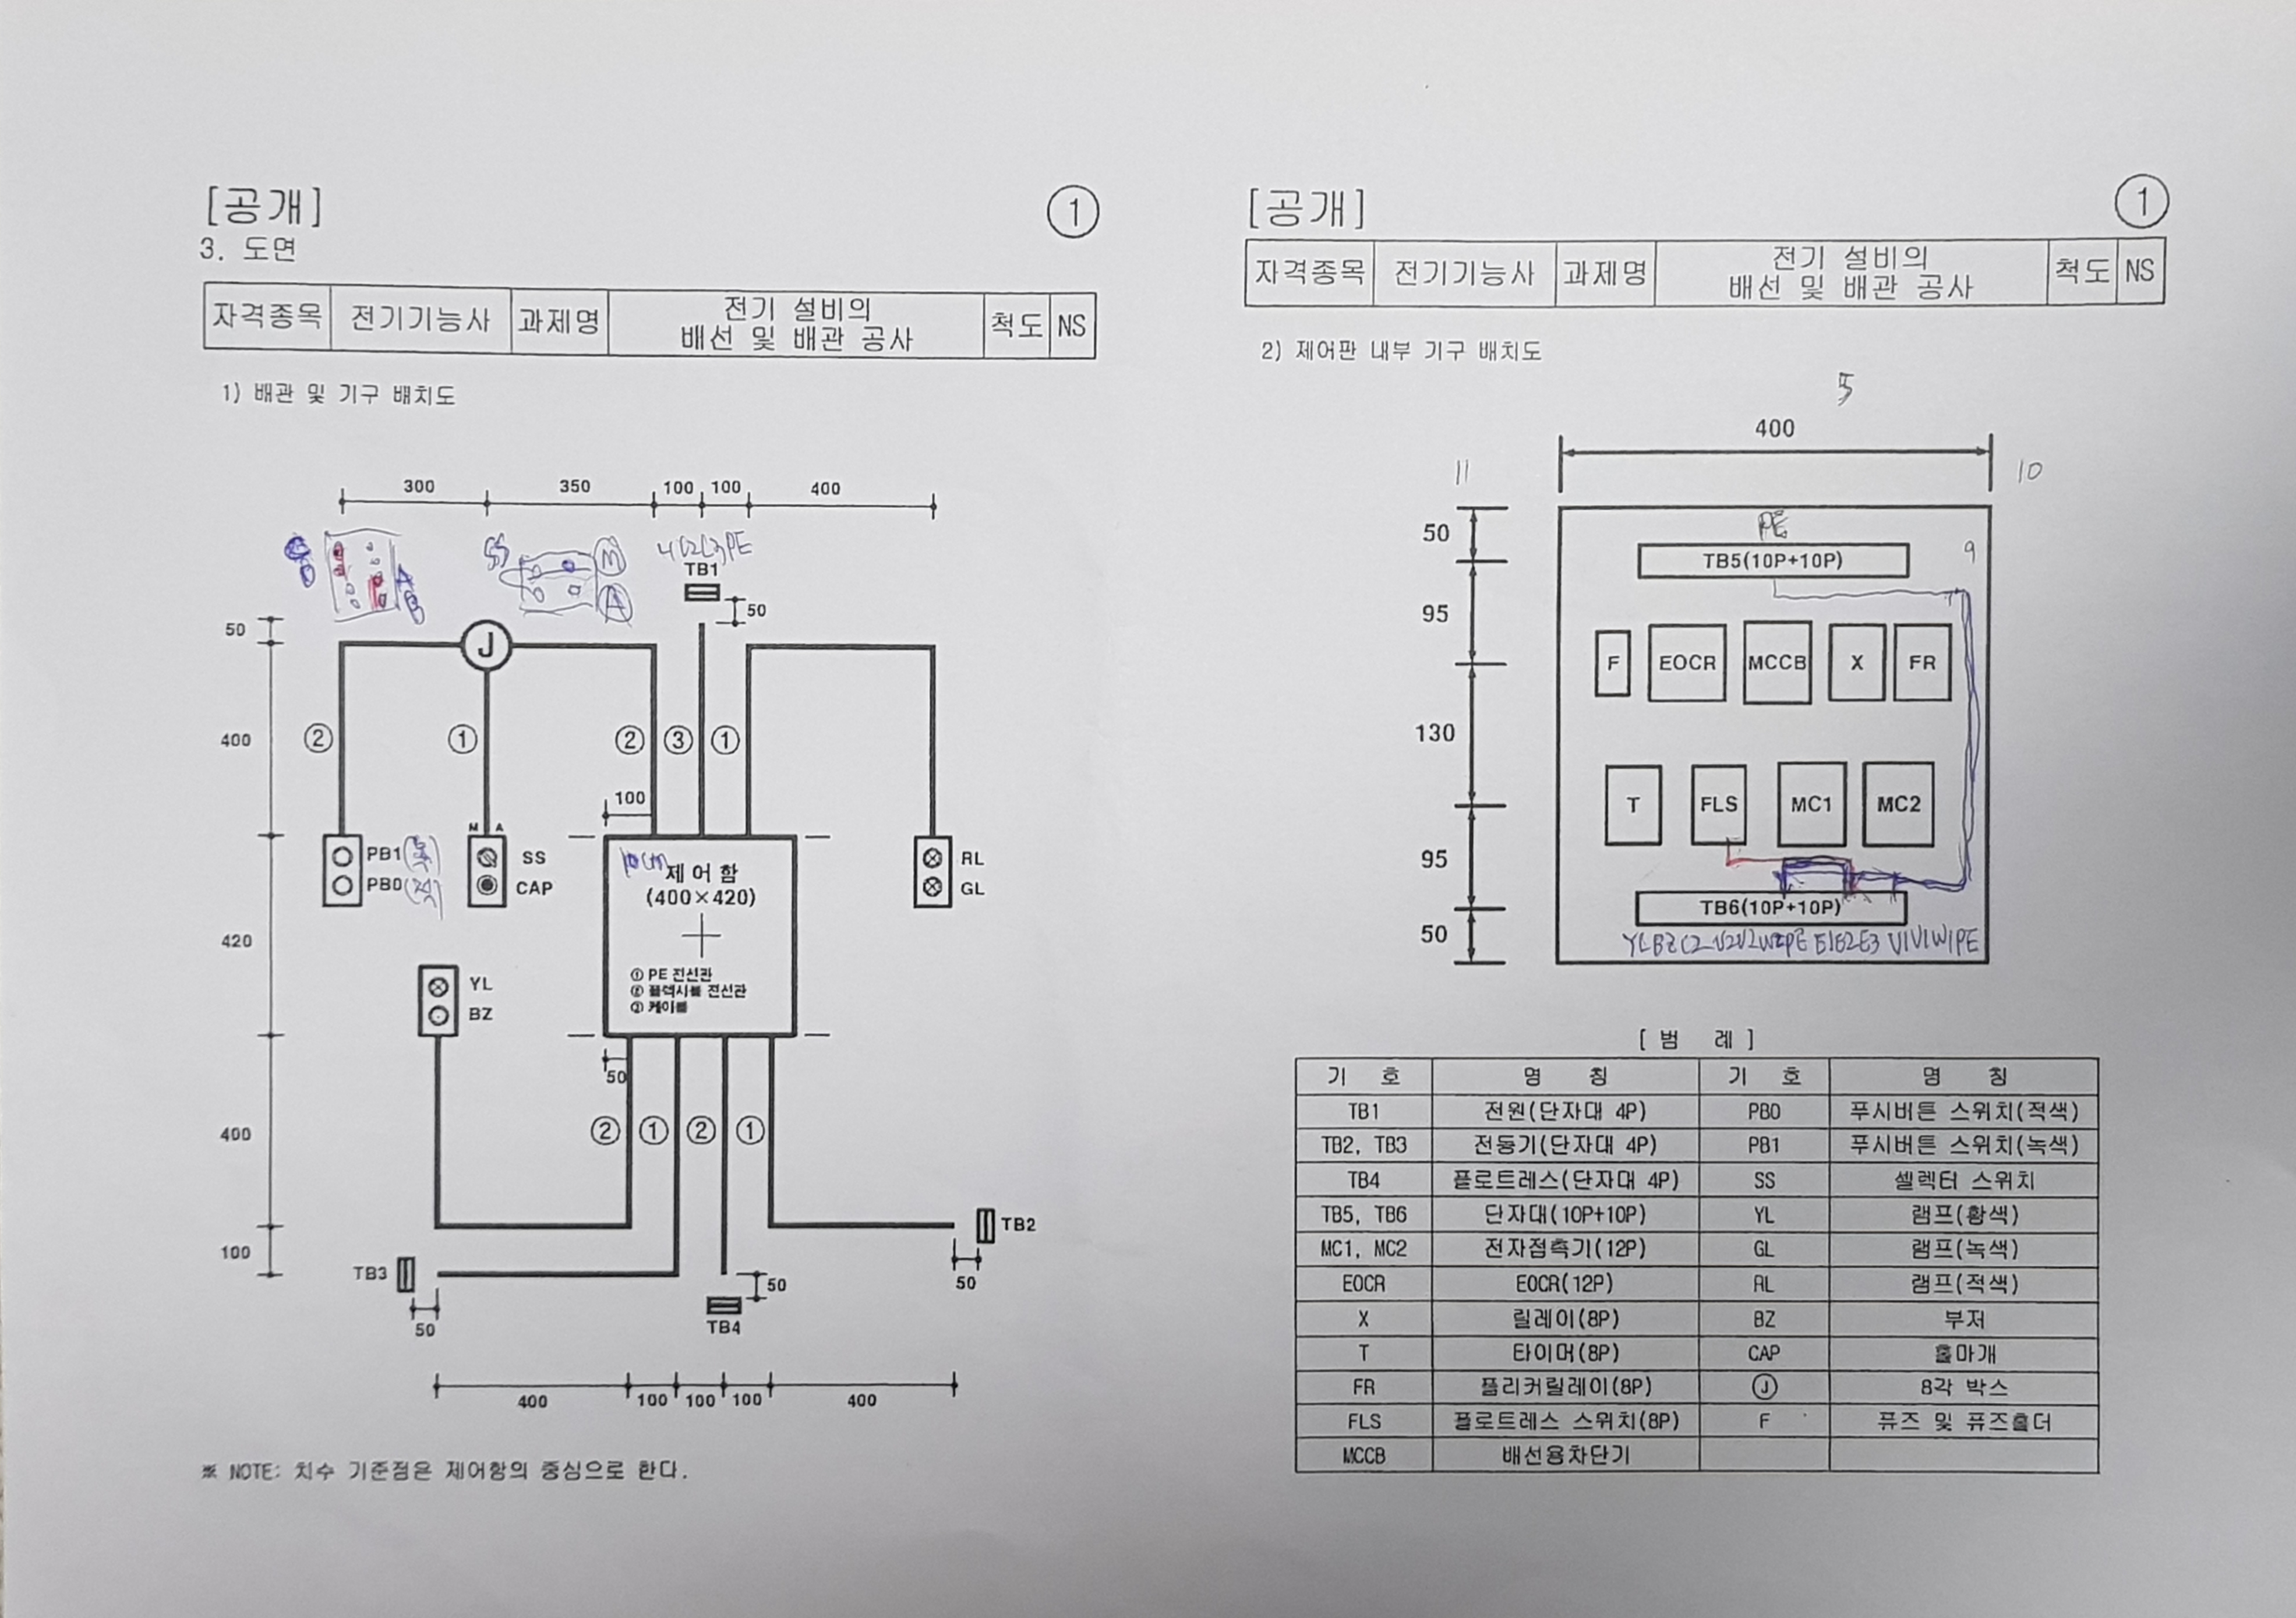 [공개]
①
3. 도면
자격종목 전기기능사 과제명 전기 설비의 배선 및 배관 공사 척도 NS
1) 배관 및 기구 배치도
300 350 100 100 400
SS M L1L2L3PE
A
B
A
TB1
50
50
J
400
② ① ② ③ ①
100
M A
PB1
PB0
SS
CAP
제어함
(400×420)
RL
GL
420
① PE 전선관
② 플렉시블 전선관
③ 케이블
YL
BZ
50
400
② ① ② ①
TB2
100
TB3
50
50
50
TB4
400 100 100 100 400
※ NOTE: 치수 기준점은 제어함의 중심으로 한다.
[공개]
①
자격종목 전기기능사 과제명 전기 설비의 배선 및 배관 공사 척도 NS
2) 제어판 내부 기구 배치도
5
400
11
10
50
PE
TB5(10P+10P)
9
95
F EOCR MCCB X FR
130
T FLS MC1 MC2
95
TB6(10P+10P)
50
[ 범 례 ]
기 호 명 칭 기 호 명 칭
TB1 전원(단자대 4P) PB0 푸시버튼 스위치(적색)
TB2, TB3 전동기(단자대 4P) PB1 푸시버튼 스위치(녹색)
TB4 플로트레스(단자대 4P) SS 셀렉터 스위치
TB5, TB6 단자대(10P+10P) YL 램프(황색)
MC1, MC2 전자접촉기(12P) GL 램프(녹색)
EOCR EOCR(12P) RL 램프(적색)
X 릴레이(8P) BZ 부저
T 타이머(8P) CAP 홀마개
FR 플리커릴레이(8P) Ⓙ 8각 박스
FLS 플로트레스 스위치(8P) F 퓨즈 및 퓨즈홀더
MCCB 배선용차단기